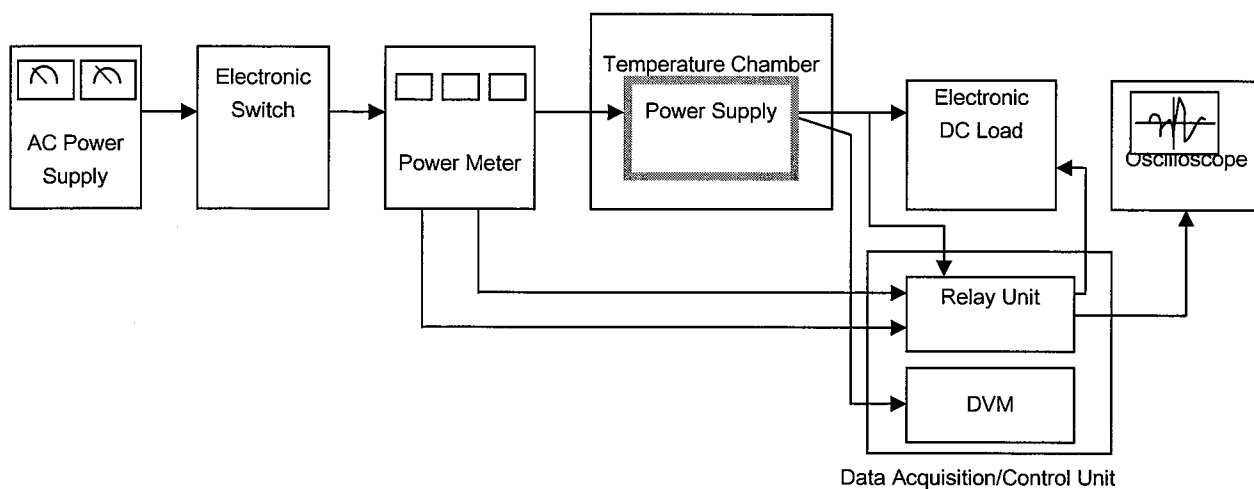 AC Power
Supply
Electronic
Switch
Power Meter
Temperature Chamber
Power Supply
Electronic
DC Load
Oscilloscope
Relay Unit
DVM
Data Acquisition/Control Unit